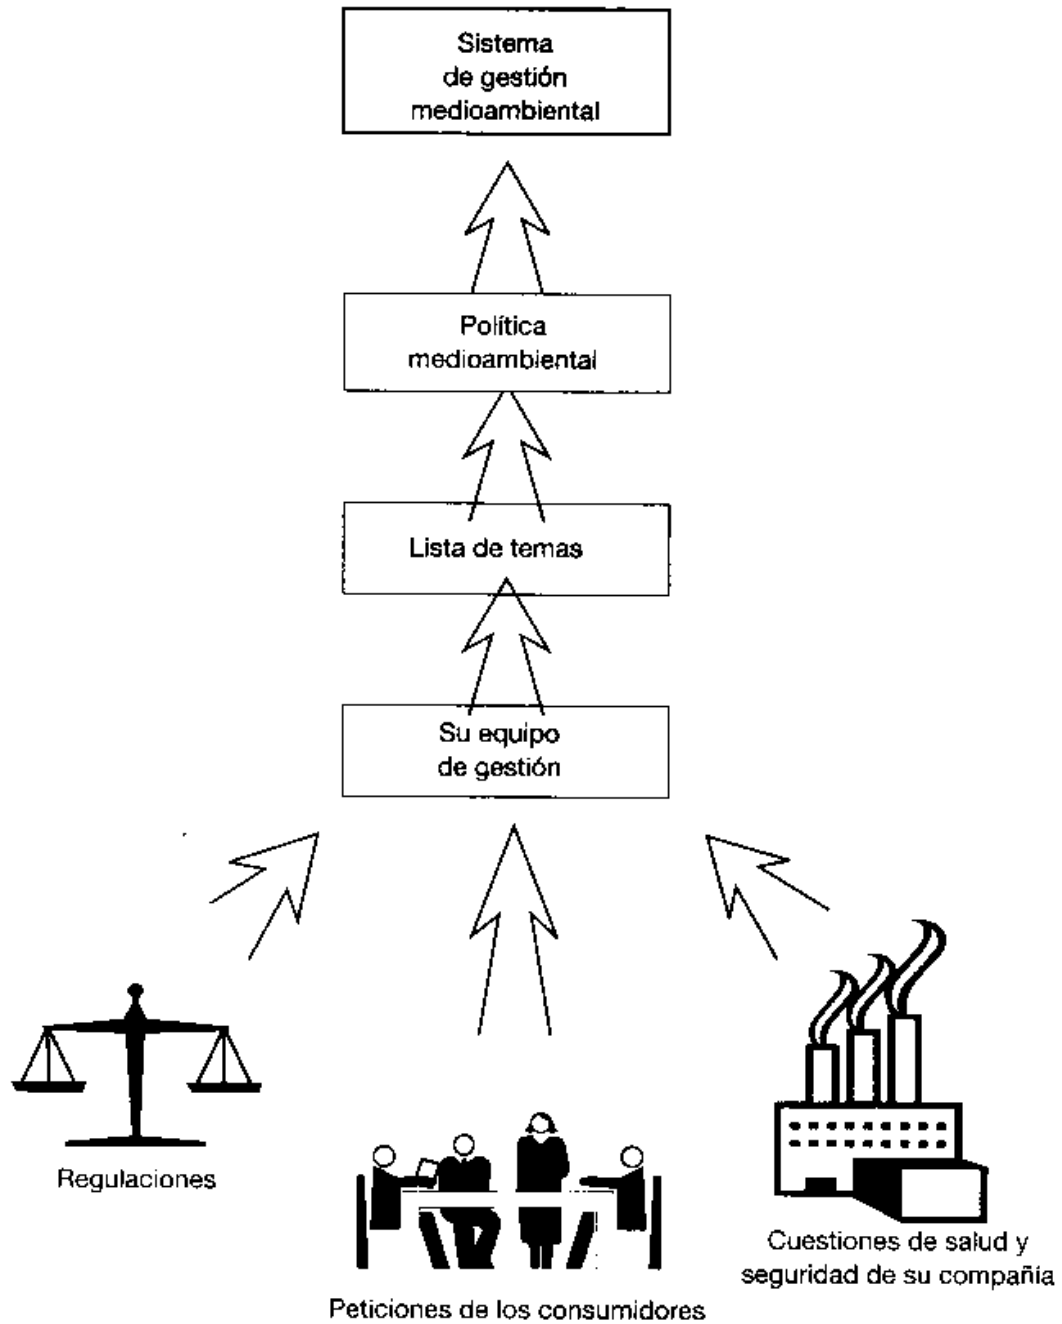 Sistema
de gestión
medioambiental
Política
medioambiental
Lista de temas
Su equipo
de gestión
Regulaciones
Peticiones de los consumidores
Cuestiones de salud y
seguridad de su compañía